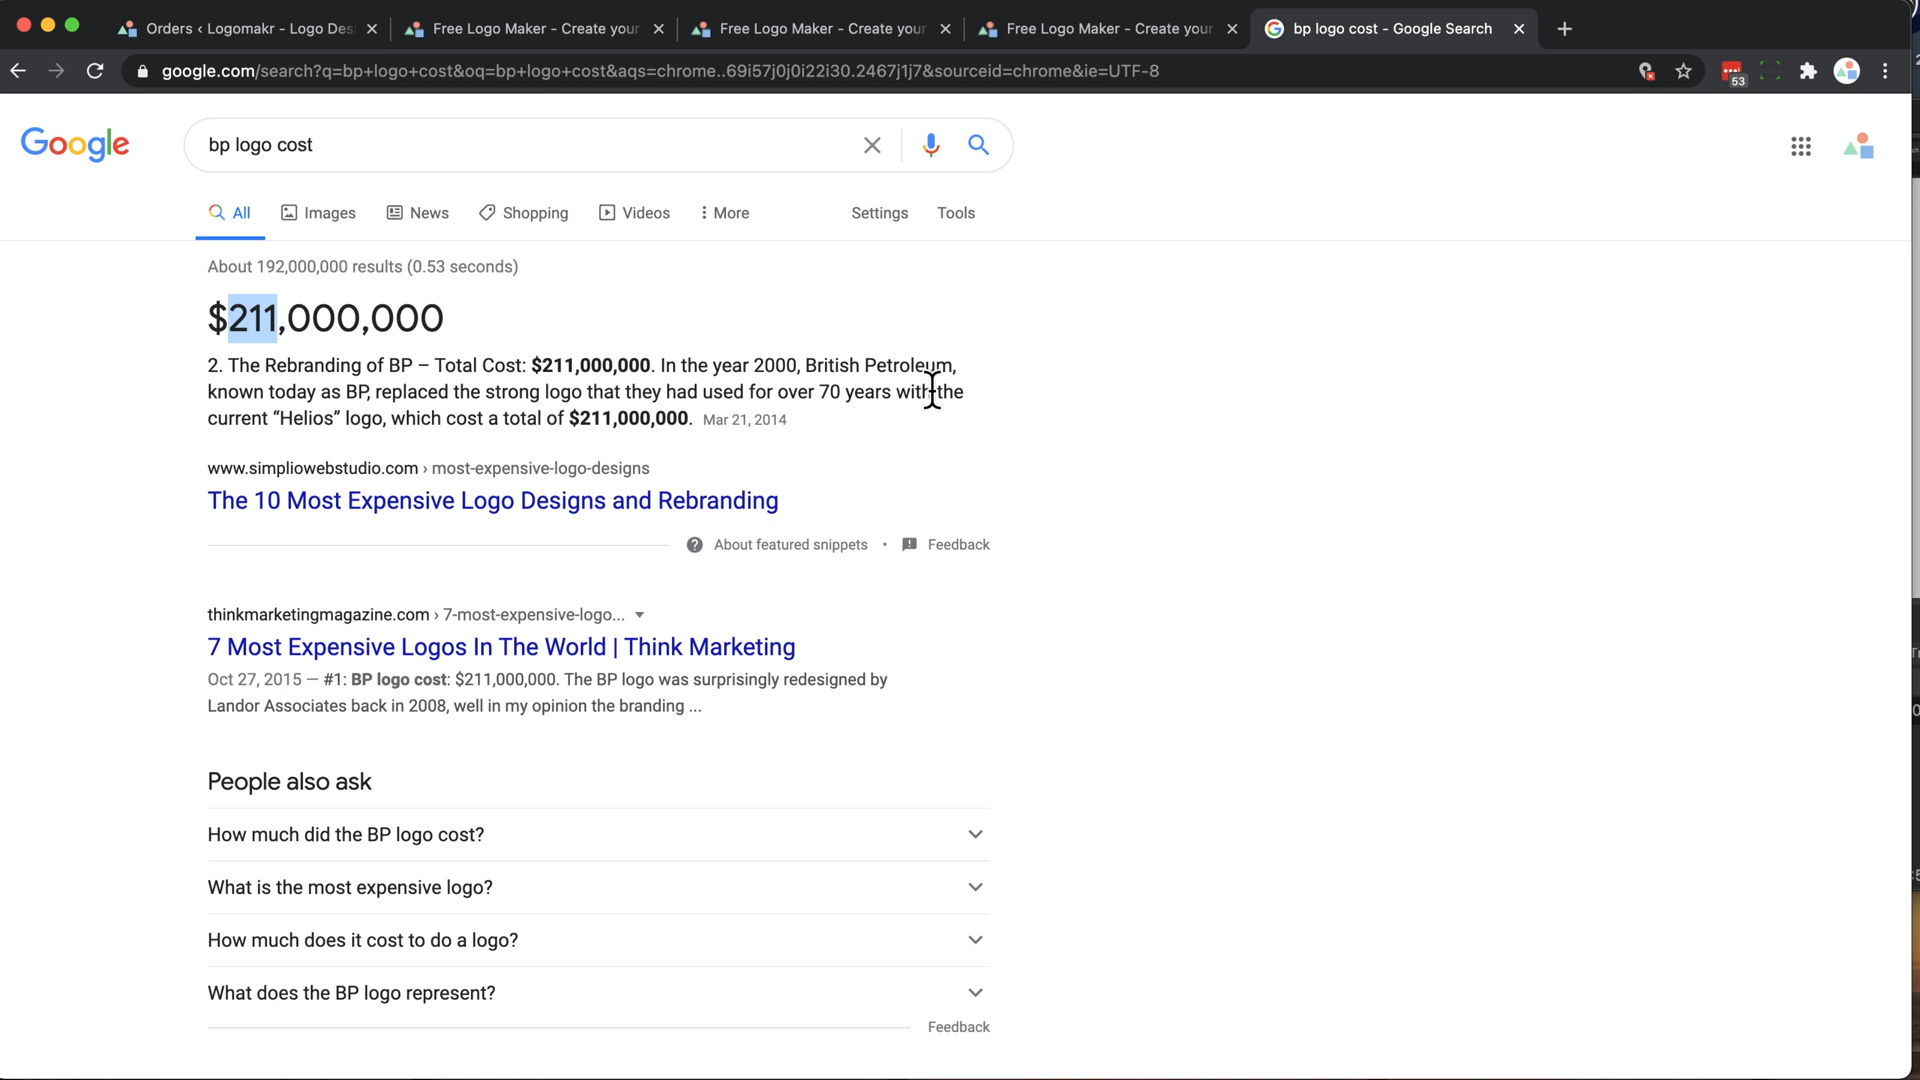 Orders ‹ Logomakr - Logo Des
Free Logo Maker - Create your
Free Logo Maker - Create your
Free Logo Maker - Create your
bp logo cost - Google Search
google.com/search?q=bp+logo+cost&oq=bp+logo+cost&aqs=chrome..69i57j0j0i22i30.2467j1j7&sourceid=chrome&ie=UTF-8
53
Google
bp logo cost
All
Images
News
Shopping
Videos
More
Settings
Tools
About 192,000,000 results (0.53 seconds)
$211,000,000
2. The Rebranding of BP – Total Cost: $211,000,000. In the year 2000, British Petroleum,
known today as BP, replaced the strong logo that they had used for over 70 years with the
current “Helios” logo, which cost a total of $211,000,000. Mar 21, 2014
www.simpliowebstudio.com › most-expensive-logo-designs
The 10 Most Expensive Logo Designs and Rebranding
About featured snippets • Feedback
thinkmarketingmagazine.com › 7-most-expensive-logo...
7 Most Expensive Logos In The World | Think Marketing
Oct 27, 2015 — #1: BP logo cost: $211,000,000. The BP logo was surprisingly redesigned by
Landor Associates back in 2008, well in my opinion the branding ...
People also ask
How much did the BP logo cost?
What is the most expensive logo?
How much does it cost to do a logo?
What does the BP logo represent?
Feedback